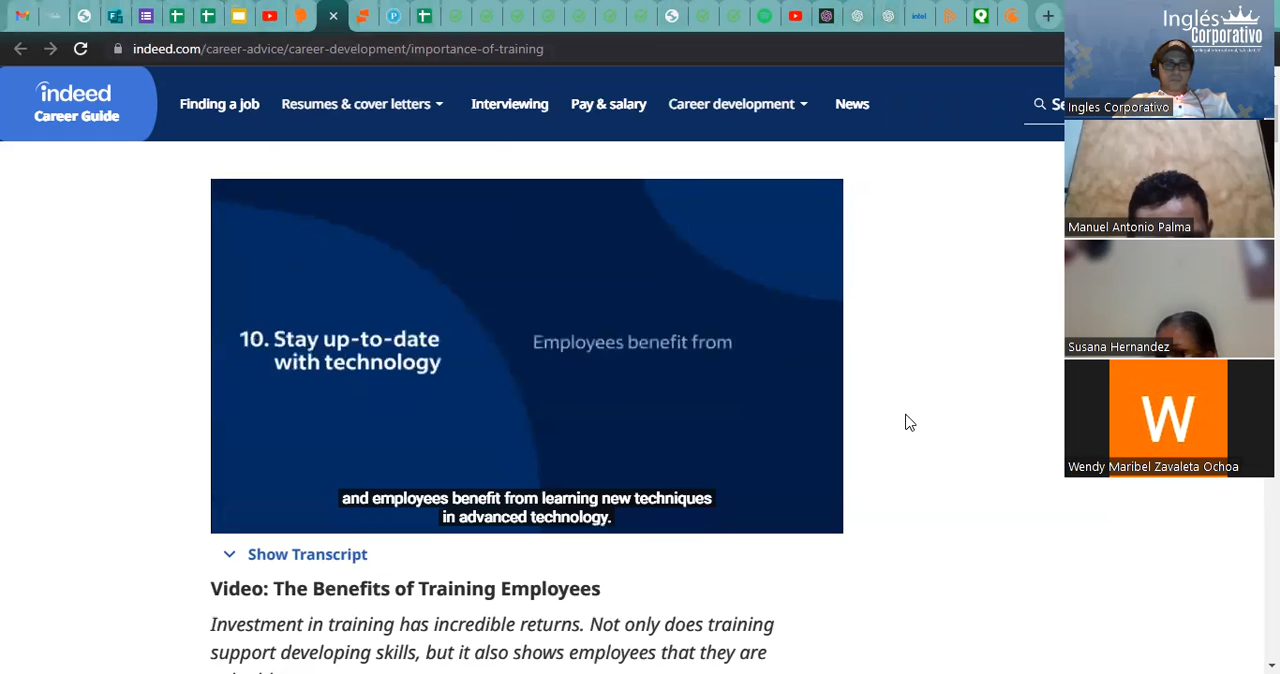 indeed.com/career-advice/career-development/importance-of-training
indeed
Career Guide
Finding a job
Resumes & cover letters
Interviewing
Pay & salary
Career development
News
10. Stay up-to-date
with technology
Employees benefit from
and employees benefit from learning new techniques
in advanced technology.
Show Transcript
Video: The Benefits of Training Employees
Investment in training has incredible returns. Not only does training
support developing skills, but it also shows employees that they are
Inglés
Corporativo
Ingles Corporativo
Manuel Antonio Palma
Susana Hernandez
W
Wendy Maribel Zavaleta Ochoa
intel